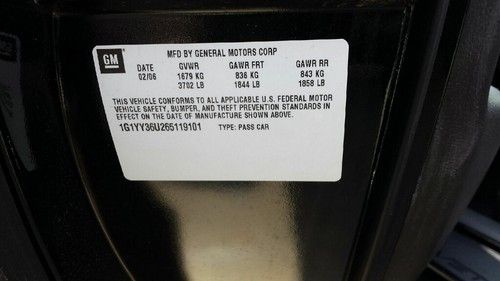 GM
MFD BY GENERAL MOTORS CORP
DATE GVWR GAWR FRT GAWR RR
02/06 1679 KG 836 KG 843 KG
3702 LB 1844 LB 1858 LB
THIS VEHICLE CONFORMS TO ALL APPLICABLE U.S. FEDERAL MOTOR
VEHICLE SAFETY, BUMPER, AND THEFT PREVENTION STANDARDS IN
EFFECT ON THE DATE OF MANUFACTURE SHOWN ABOVE.
1G1YY36U265119101 TYPE: PASS CAR